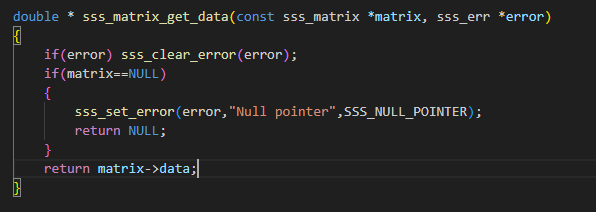 double * sss_matrix_get_data(const sss_matrix *matrix, sss_err *error)
{
    if(error) sss_clear_error(error);
    if(matrix==NULL)
    {
        sss_set_error(error,"Null pointer",SSS_NULL_POINTER);
        return NULL;
    }
    return matrix->data;
}